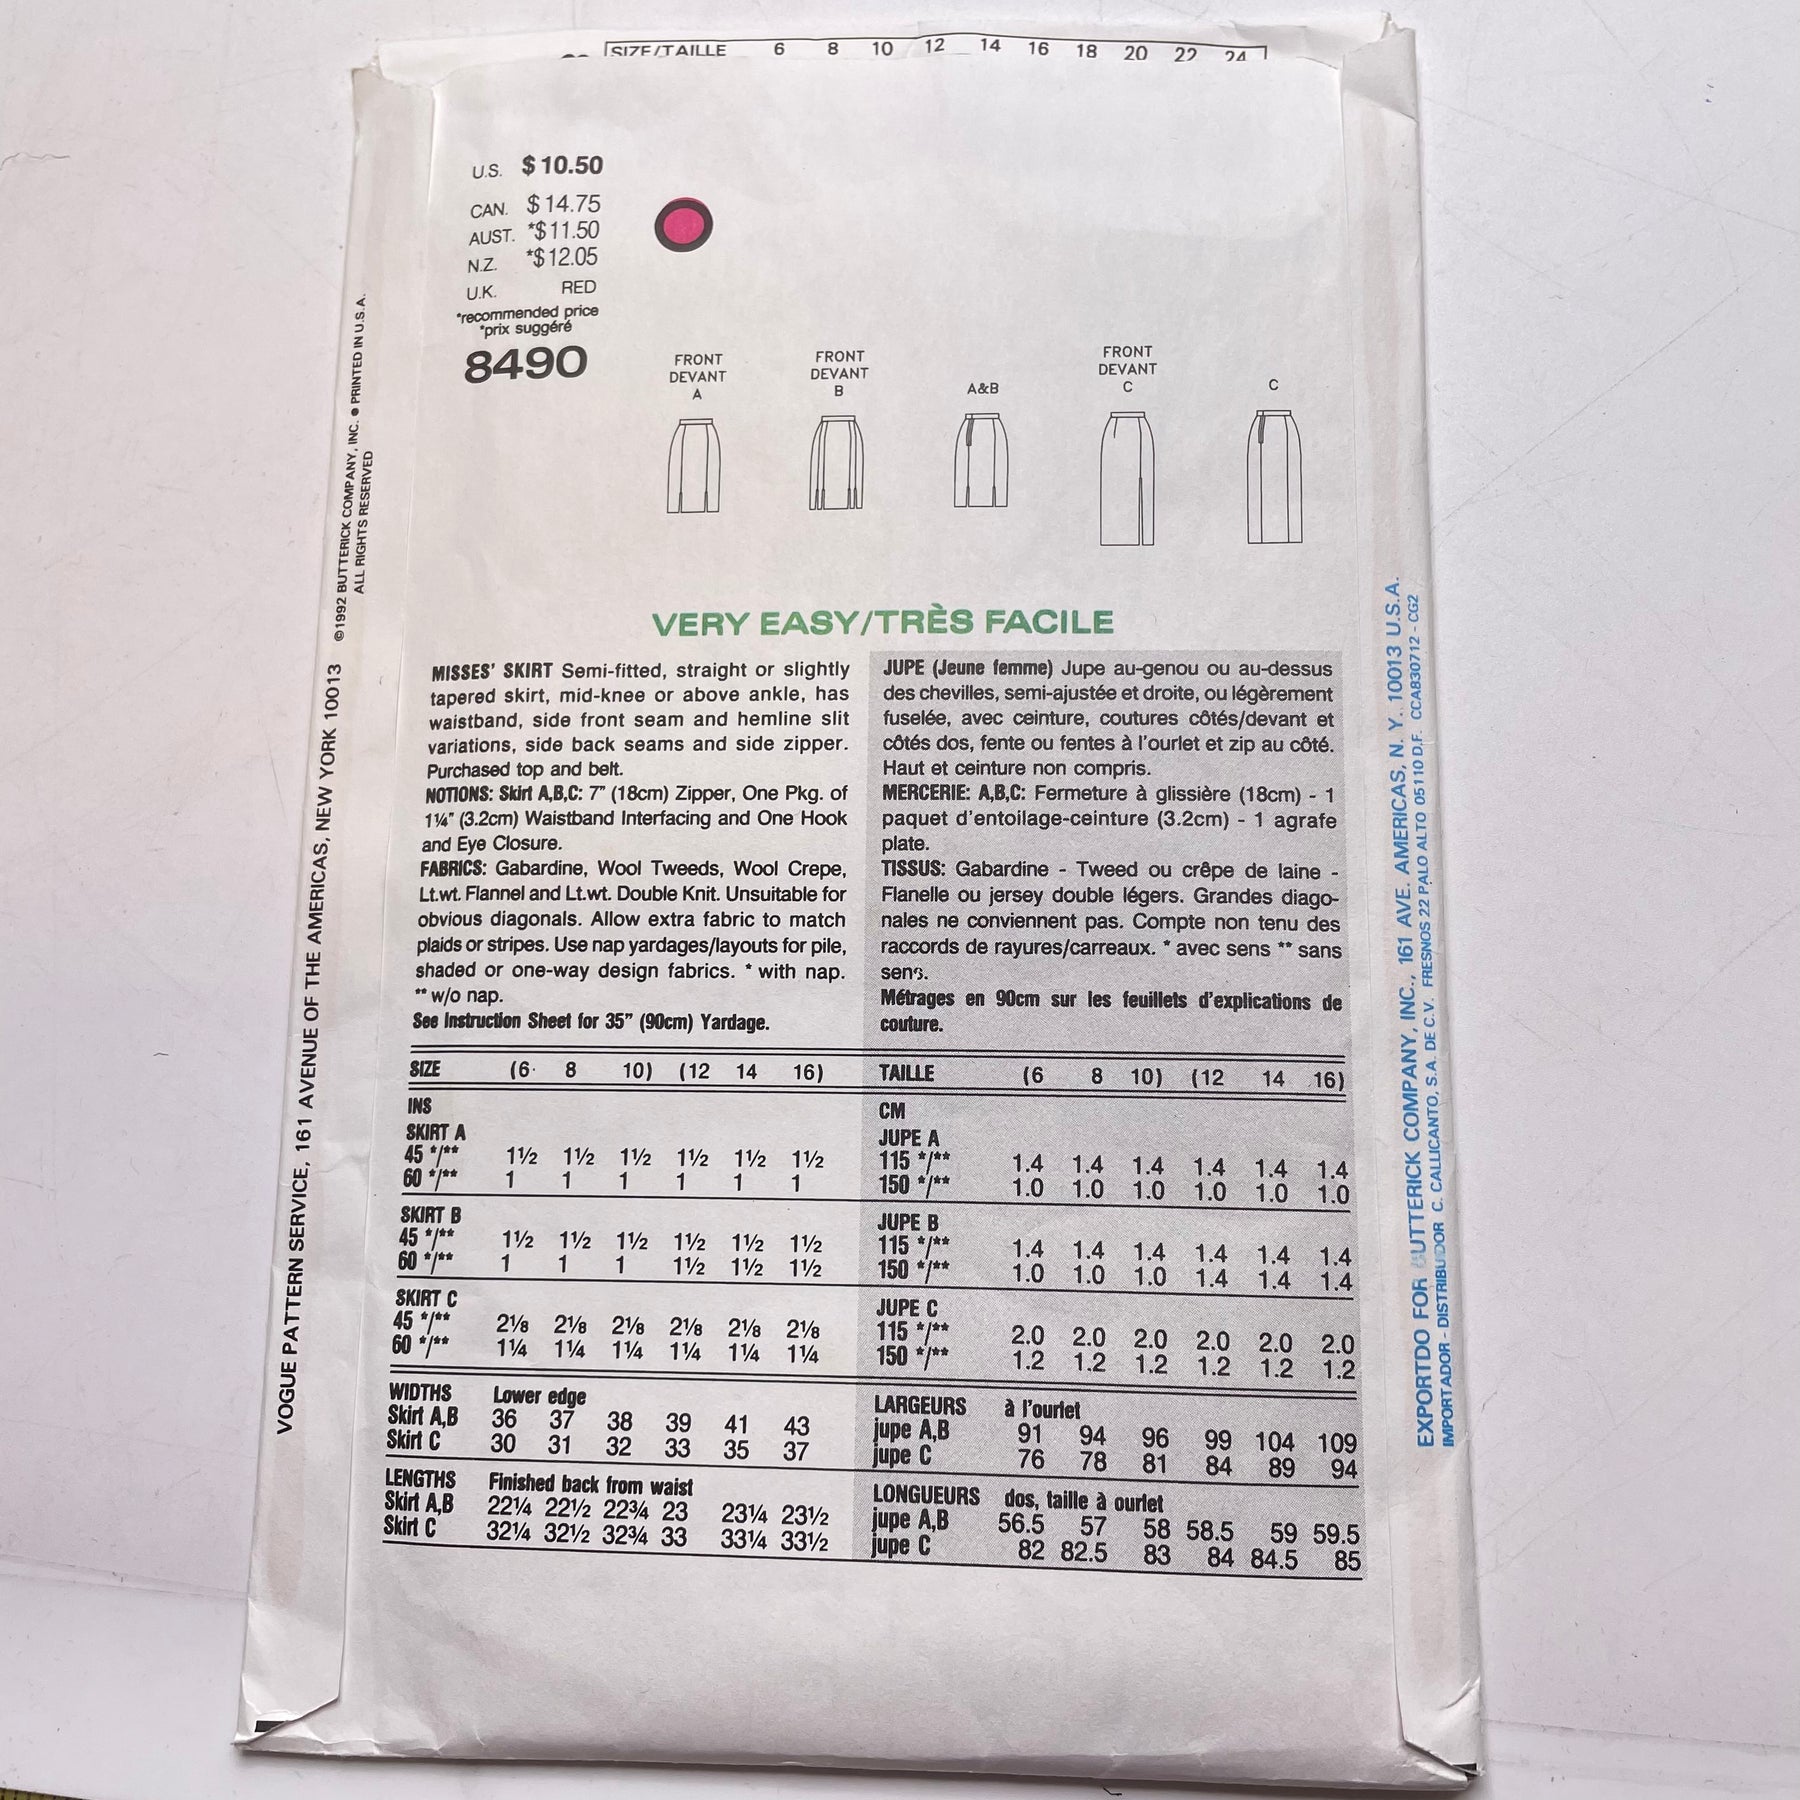 SIZE/TAILLE 6 8 10 12 14 16 18 20 22 24
U.S. $10.50
CAN. $14.75
AUST. *$11.50
N.Z. *$12.05
U.K. RED
*recommended price
*prix suggéré
8490
FRONT
DEVANT
A
FRONT
DEVANT
B
A&B
FRONT
DEVANT
C
C
VERY EASY/TRÈS FACILE
MISSES' SKIRT Semi-fitted, straight or slightly
tapered skirt, mid-knee or above ankle, has
waistband, side front seam and hemline slit
variations, side back seams and side zipper.
Purchased top and belt.
NOTIONS: Skirt A,B,C: 7" (18cm) Zipper, One Pkg. of
1¼" (3.2cm) Waistband Interfacing and One Hook
and Eye Closure.
FABRICS: Gabardine, Wool Tweeds, Wool Crepe,
Lt.wt. Flannel and Lt.wt. Double Knit. Unsuitable for
obvious diagonals. Allow extra fabric to match
plaids or stripes. Use nap yardages/layouts for pile,
shaded or one-way design fabrics. * with nap.
** w/o nap.
See Instruction Sheet for 35" (90cm) Yardage.
JUPE (Jeune femme) Jupe au-genou ou au-dessus
des chevilles, semi-ajustée et droite, ou légèrement
fuselée, avec ceinture, coutures côtés/devant et
côtés dos, fente ou fentes à l'ourlet et zip au côté.
Haut et ceinture non compris.
MERCERIE: A,B,C: Fermeture à glissière (18cm) - 1
paquet d'entoilage-ceinture (3.2cm) - 1 agrafe
plate.
TISSUS: Gabardine - Tweed ou crêpe de laine -
Flanelle ou jersey double légers. Grandes diago-
nales ne conviennent pas. Compte non tenu des
raccords de rayures/carreaux. * avec sens ** sans
sens.
Métrages en 90cm sur les feuillets d'explications de
couture.
SIZE (6 8 10) (12 14 16)
INS
SKIRT A
45 */** 1½ 1½ 1½ 1½ 1½ 1½
60 */** 1 1 1 1 1 1
SKIRT B
45 */** 1½ 1½ 1½ 1½ 1½ 1½
60 */** 1 1 1 1½ 1½ 1½
SKIRT C
45 */** 2⅛ 2⅛ 2⅛ 2⅛ 2⅛ 2⅛
60 */** 1¼ 1¼ 1¼ 1¼ 1¼ 1¼
WIDTHS Lower edge
Skirt A,B 36 37 38 39 41 43
Skirt C 30 31 32 33 35 37
LENGTHS Finished back from waist
Skirt A,B 22¼ 22½ 22¾ 23 23¼ 23½
Skirt C 32¼ 32½ 32¾ 33 33¼ 33½
TAILLE (6 8 10) (12 14 16)
CM
JUPE A
115 */** 1.4 1.4 1.4 1.4 1.4 1.4
150 */** 1.0 1.0 1.0 1.0 1.0 1.0
JUPE B
115 */** 1.4 1.4 1.4 1.4 1.4 1.4
150 */** 1.0 1.0 1.0 1.4 1.4 1.4
JUPE C
115 */** 2.0 2.0 2.0 2.0 2.0 2.0
150 */** 1.2 1.2 1.2 1.2 1.2 1.2
LARGEURS à l'ourlet
jupe A,B 91 94 96 99 104 109
jupe C 76 78 81 84 89 94
LONGUEURS dos, taille à ourlet
jupe A,B 56.5 57 58 58.5 59 59.5
jupe C 82 82.5 83 84 84.5 85
VOGUE PATTERN SERVICE, 161 AVENUE OF THE AMERICAS, NEW YORK 10013 ©1992 BUTTERICK COMPANY, INC. ● PRINTED IN U.S.A.
ALL RIGHTS RESERVED
EXPORTDO FOR BUTTERICK COMPANY, INC., 161 AVE. AMERICAS, N. Y. 10013 U.S.A.
IMPORTADOR - DISTRIBUIDOR C. CALLICANTO, S.A. DE C.V. FRESNOS 22 PALO ALTO 05110 D.F. CCA830712 - CG2